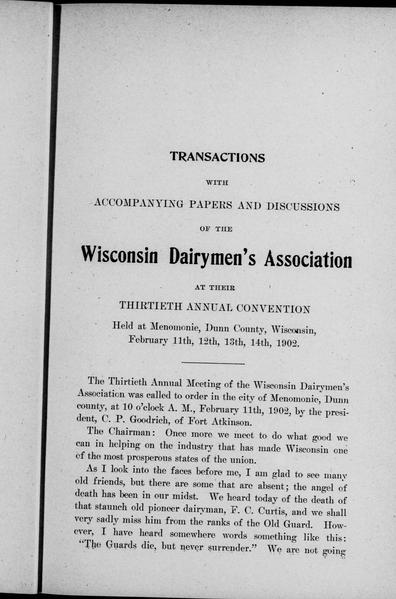 TRANSACTIONS
WITH
ACCOMPANYING PAPERS AND DISCUSSIONS
OF THE
Wisconsin Dairymen's Association
AT THEIR
THIRTIETH ANNUAL CONVENTION
Held at Menomonie, Dunn County, Wisconsin,
February 11th, 12th, 13th, 14th, 1902.
The Thirtieth Annual Meeting of the Wisconsin Dairymen's
Association was called to order in the city of Menomonie, Dunn
county, at 10 o'clock A. M., February 11th, 1902, by the presi-
dent, C. P. Goodrich, of Fort Atkinson.
The Chairman: Once more we meet to do what good we
can in helping on the industry that has made Wisconsin one
of the most prosperous states of the union.
As I look into the faces before me, I am glad to see many
old friends, but there are some that are absent; the angel of
death has been in our midst. We heard today of the death of
that staunch old pioneer dairyman, F. C. Curtis, and we shall
very sadly miss him from the ranks of the Old Guard. How-
ever, I have heard somewhere words something like this:
"The Guards die, but never surrender." We are not going